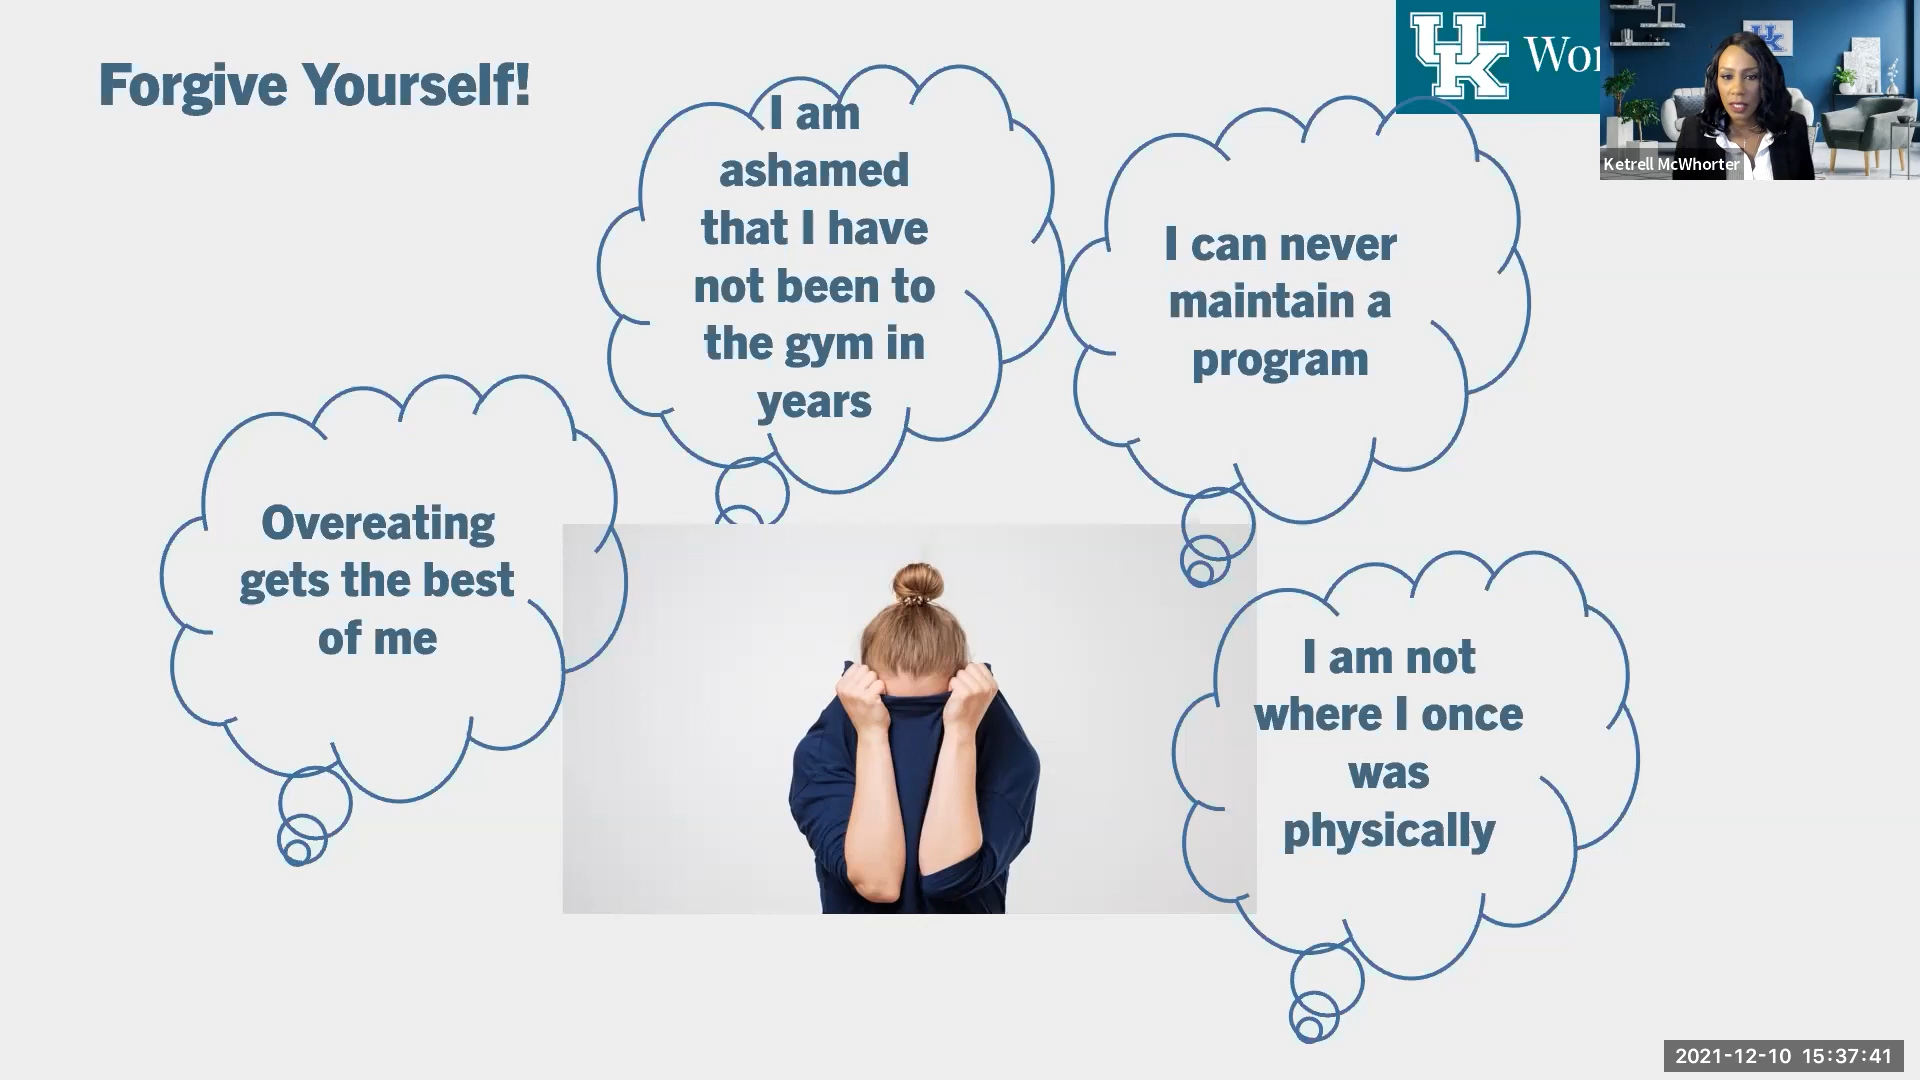 Forgive Yourself!
I am
ashamed
that I have
not been to
the gym in
years
I can never
maintain a
program
Overeating
gets the best
of me
I am not
where I once
was
physically
UK
UK
Ketrell McWhorter
2021-12-10 15:37:41